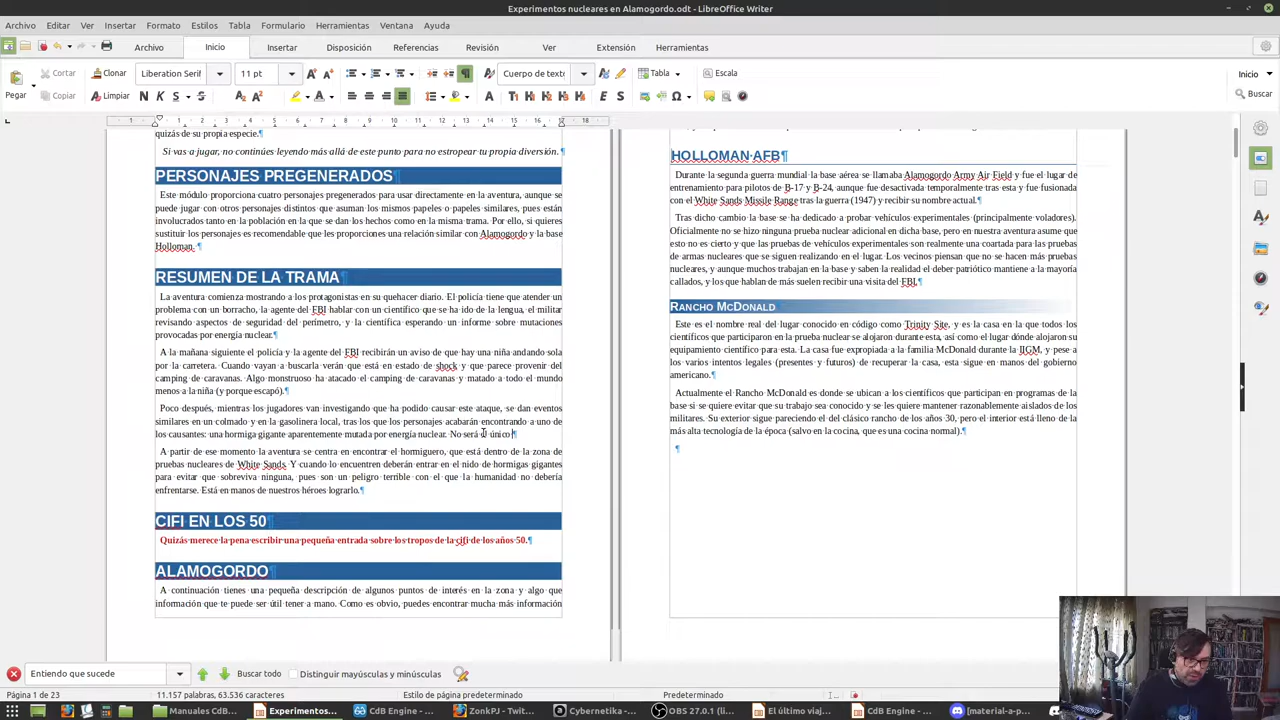 Experimentos nucleares en Alamogordo.odt - LibreOffice Writer
Archivo Editar Ver Insertar Formato Estilos Tabla Formulario Herramientas Ventana Ayuda
Archivo Inicio Insertar Disposición Referencias Revisión Ver Extensión Herramientas
Pegar
Cortar Clonar
Copiar Limpiar
Liberation Serif 11 pt
Cuerpo de texto
Tabla
Escala
Inicio
Buscar
quizás de su propia especie.¶
Si vas a jugar, no continúes leyendo más allá de este punto para no estropear tu propia diversión.¶
PERSONAJES PREGENERADOS¶
Este módulo proporciona cuatro personajes pregenerados para usar directamente en la aventura, aunque se
puede jugar con otros personajes distintos que asuman los mismos papeles o papeles similares, pues están
involucrados tanto en la población en la que se dan los hechos como en la misma trama. Por ello, si quieres
sustituir los personajes es recomendable que les proporciones una relación similar con Alamogordo y la base
Holloman. ¶
RESUMEN DE LA TRAMA¶
La aventura comienza mostrando a los protagonistas en su quehacer diario. El policía tiene que atender un
problema con un borracho, la agente del FBI hablar con un científico que se ha ido de la lengua, el militar
revisando aspectos de seguridad del perímetro, y la científica esperando un informe sobre mutaciones
provocadas por energía nuclear.¶
A la mañana siguiente el policía y la agente del FBI recibirán un aviso de que hay una niña andando sola
por la carretera. Cuando vayan a buscarla verán que está en estado de shock y que parece provenir del
camping de caravanas. Algo monstruoso ha atacado el camping de caravanas y matado a todo el mundo
menos a la niña (y porque escapó).¶
Poco después, mientras los jugadores van investigando que ha podido causar este ataque, se dan eventos
similares en un colmado y en la gasolinera local, tras los que los personajes acabarán encontrando a uno de
los causantes: una hormiga gigante aparentemente mutada por energía nuclear. No será el único ¶
A partir de ese momento la aventura se centra en encontrar el hormiguero, que está dentro de la zona de
pruebas nucleares de White Sands. Y cuando lo encuentren deberán entrar en el nido de hormigas gigantes
para evitar que sobreviva ninguna, pues son un peligro terrible con el que la humanidad no debería
enfrentarse. Está en manos de nuestros héroes lograrlo.¶
CIFI EN LOS 50¶
Quizás merece la pena escribir una pequeña entrada sobre los tropos de la cifi de los años 50.¶
ALAMOGORDO¶
A continuación tienes una pequeña descripción de algunos puntos de interés en la zona y algo que
información que te puede ser útil tener a mano. Como es obvio, puedes encontrar mucha más información
HOLLOMAN AFB¶
Durante la segunda guerra mundial la base aérea se llamaba Alamogordo Army Air Field y fue el lugar de
entrenamiento para pilotos de B-17 y B-24, aunque fue desactivada temporalmente tras esta y fue fusionada
con el White Sands Missile Range tras la guerra (1947) y recibir su nombre actual.¶
Tras dicho cambio la base se ha dedicado a probar vehículos experimentales (principalmente voladores).
Oficialmente no se hizo ninguna prueba nuclear adicional en dicha base, pero en nuestra aventura asume que
esto no es cierto y que las pruebas de vehículos experimentales son realmente una coartada para las pruebas
de armas nucleares que se siguen realizando en el lugar. Los vecinos piensan que no se hacen más pruebas
nucleares, y aunque muchos trabajan en la base y saben la realidad el deber patriótico mantiene a la mayoría
callados, y los que hablan de más suelen recibir una visita del FBI.¶
RANCHO MCDONALD
Este es el nombre real del lugar conocido en código como Trinity Site, y es la casa en la que todos los
científicos que participaron en la prueba nuclear se alojaron durante esta, así como el lugar dónde alojaron su
equipamiento científico para esta. La casa fue expropiada a la familia McDonald durante la IIGM, y pese a
los varios intentos legales (presentes y futuros) de recuperar la casa, esta sigue en manos del gobierno
americano.¶
Actualmente el Rancho McDonald es donde se ubican a los científicos que participan en programas de la
base si se quiere evitar que su trabajo sea conocido y se les quiere mantener razonablemente aislados de los
militares. Su exterior sigue pareciendo el del clásico rancho de los años 30, pero el interior está lleno de la
más alta tecnología de la época (salvo en la cocina, que es una cocina normal).¶
¶
Entiendo que sucede
Buscar todo
Distinguir mayúsculas y minúsculas
Página 1 de 23
11.157 palabras, 63.536 caracteres
Estilo de página predeterminado
Predeterminado
Manuales CdB
Experimentos...
CdB Engine -...
ZonkPJ - Twit...
Cybernetika -...
OBS 27.0.1 (in...
El último viaj...
CdB Engine -...
[material-a-p...